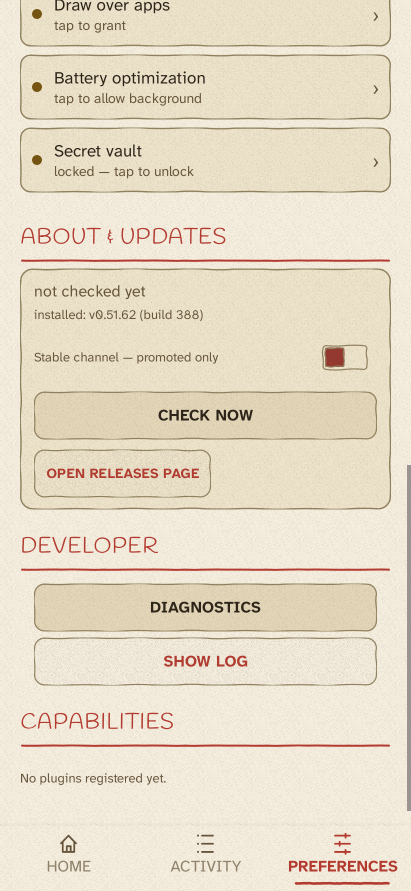 Draw over apps
tap to grant
›
Battery optimization
tap to allow background
›
Secret vault
locked — tap to unlock
›
ABOUT & UPDATES
not checked yet
installed: v0.51.62 (build 388)
Stable channel — promoted only
CHECK NOW
OPEN RELEASES PAGE
DEVELOPER
DIAGNOSTICS
SHOW LOG
CAPABILITIES
No plugins registered yet.
HOME
ACTIVITY
PREFERENCES